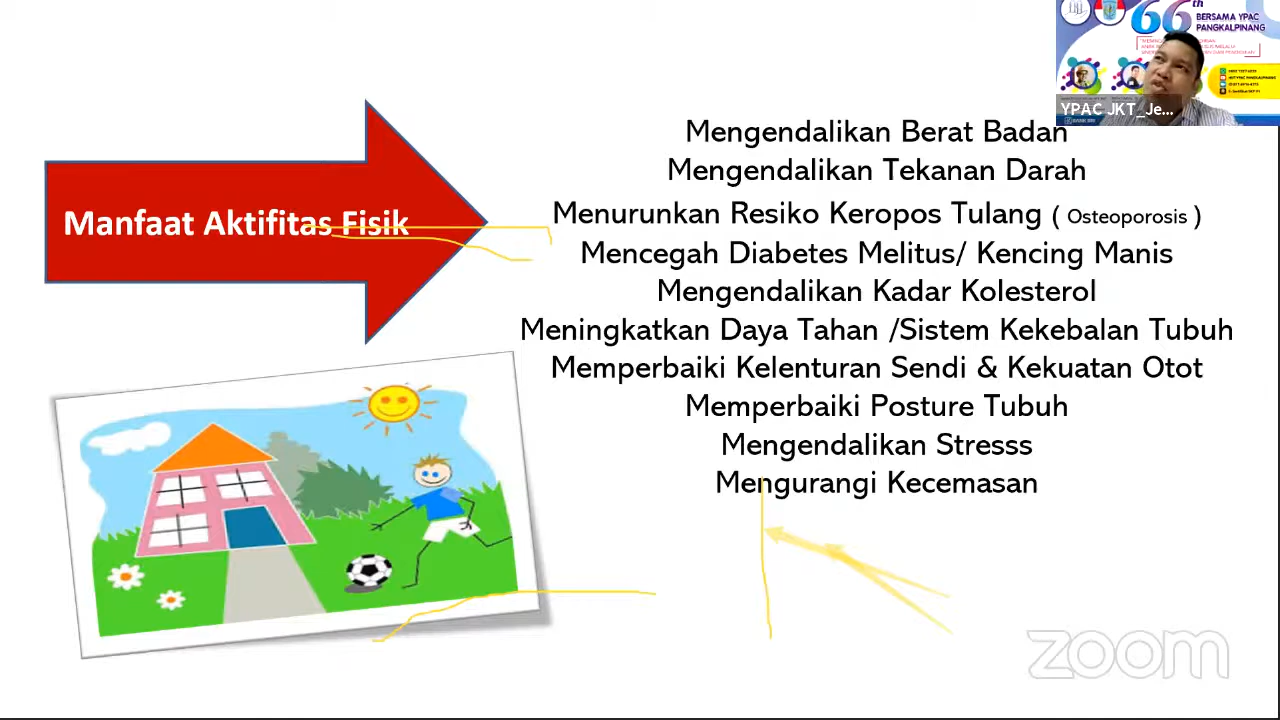 66th
BERSAMA YPAC
PANGKALPINANG
YPAC JKT_Je...
Manfaat Aktifitas Fisik
Mengendalikan Berat Badan
Mengendalikan Tekanan Darah
Menurunkan Resiko Keropos Tulang ( Osteoporosis )
Mencegah Diabetes Melitus/ Kencing Manis
Mengendalikan Kadar Kolesterol
Meningkatkan Daya Tahan /Sistem Kekebalan Tubuh
Memperbaiki Kelenturan Sendi & Kekuatan Otot
Memperbaiki Posture Tubuh
Mengendalikan Stresss
Mengurangi Kecemasan
zoom